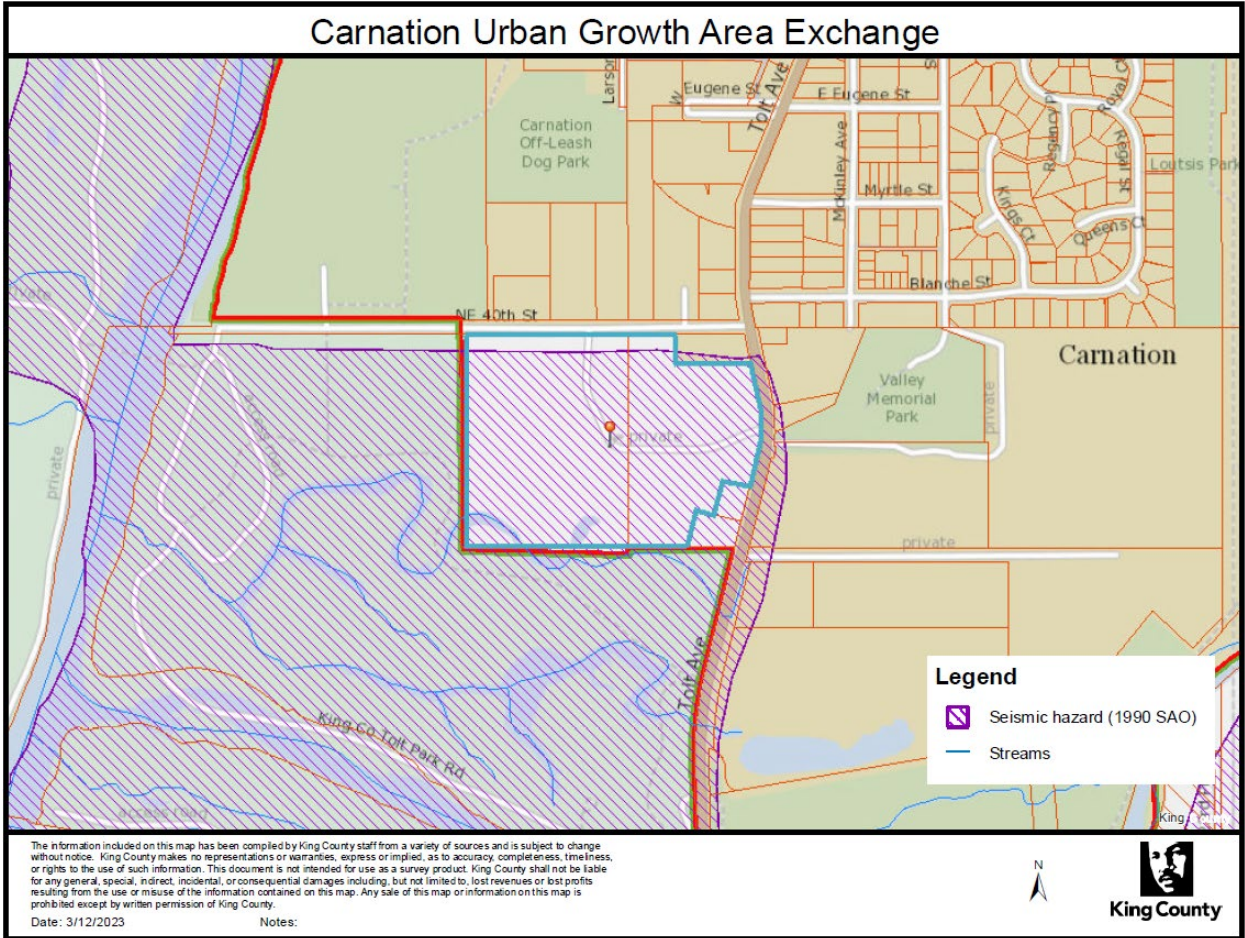 Carnation Urban Growth Area Exchange
Larson
W
Eugene St
Tolt Ave
E Eugene St
S
Regency Pl
Royal Ct
Regal St
Loutsis Park
Carnation
Off-Leash
Dog Park
McKinley Ave
Myrtle St
Kings Ct
Queens Ct
Blanche St
private
NE 40th St
Carnation
Valley
Memorial
Park
private
access road
private
private
private
Tolt Ave
King Co Tolt Park Rd
access road
Legend
Seismic hazard (1990 SAO)
Streams
King County
The information included on this map has been compiled by King County staff from a variety of sources and is subject to change
without notice. King County makes no representations or warranties, express or implied, as to accuracy, completeness, timeliness,
or rights to the use of such information. This document is not intended for use as a survey product. King County shall not be liable
for any general, special, indirect, incidental, or consequential damages including, but not limited to, lost revenues or lost profits
resulting from the use or misuse of the information contained on this map. Any sale of this map or information on this map is
prohibited except by written permission of King County.
Date: 3/12/2023
Notes:
N
King County